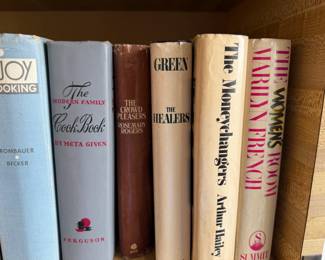 JOY
COOKING
ROMBAUER
BECKER
The
MODERN FAMILY
Cook Book
BY META GIVEN
FERGUSON
THE CROWD
PLEASERS
ROSEMARY
ROGERS
GREEN
THE
HEALERS
The Moneychangers
Arthur Hailey
THE WOMEN'S ROOM
MARILYN FRENCH
S
SUMMIT